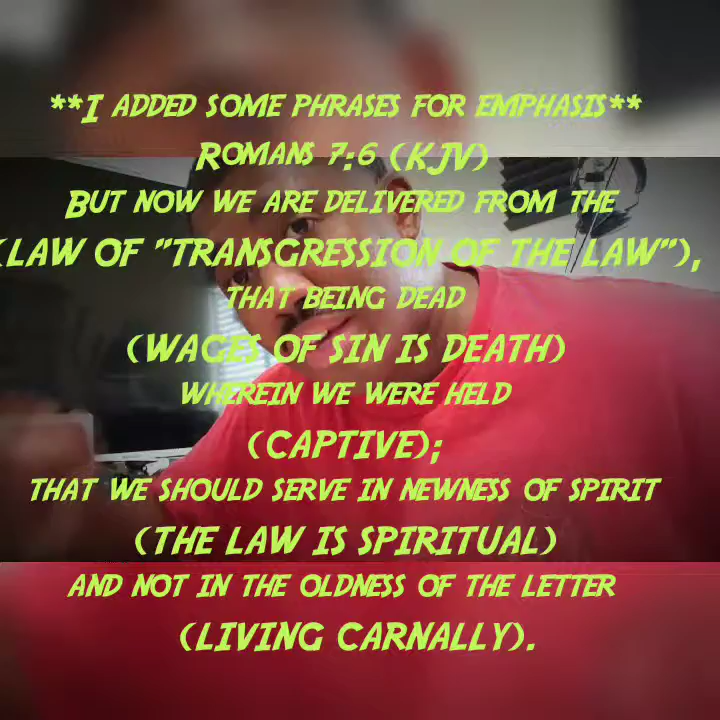 **I ADDED SOME PHRASES FOR EMPHASIS**
ROMANS 7:6 (KJV)
BUT NOW WE ARE DELIVERED FROM THE
(LAW OF "TRANSGRESSION OF THE LAW"),
THAT BEING DEAD
(WAGES OF SIN IS DEATH)
WHEREIN WE WERE HELD
(CAPTIVE);
THAT WE SHOULD SERVE IN NEWNESS OF SPIRIT
(THE LAW IS SPIRITUAL)
AND NOT IN THE OLDNESS OF THE LETTER
(LIVING CARNALLY).